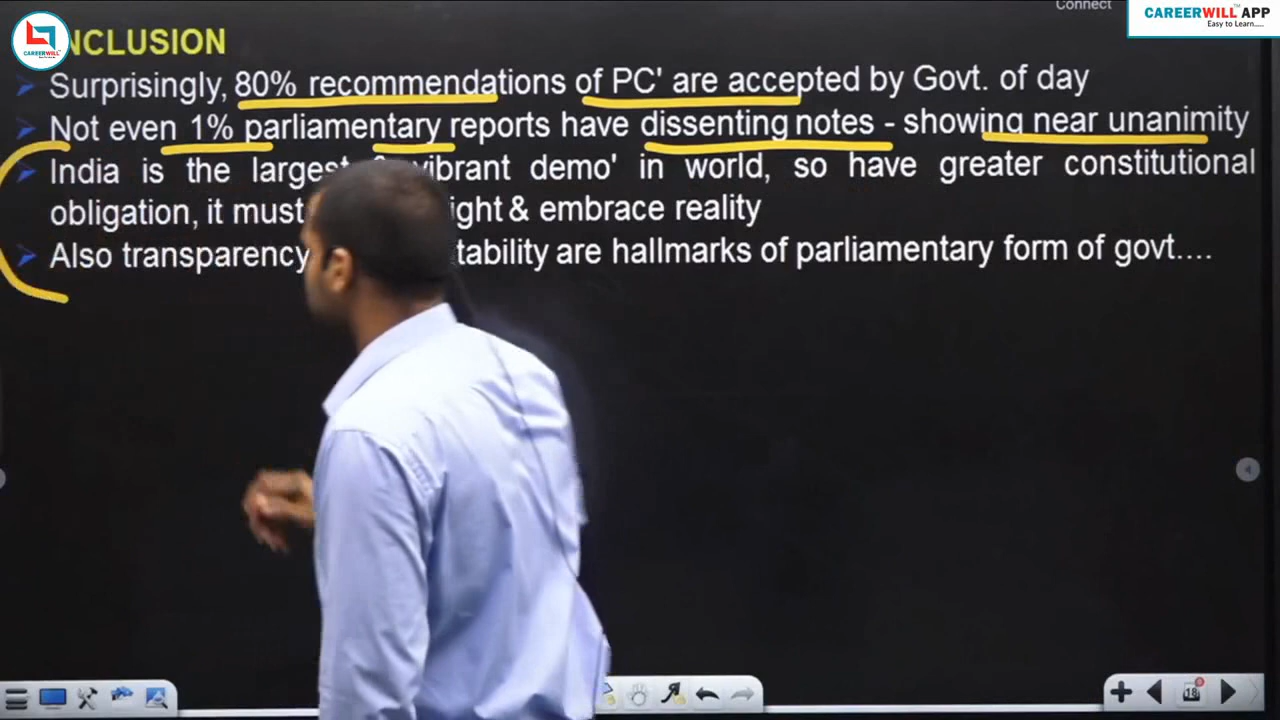 Connect
CAREERWILL APP
Easy to Learn.....
CAREERWILL
NCLUSION
Surprisingly, 80% recommendations of PC' are accepted by Govt. of day
Not even 1% parliamentary reports have dissenting notes - showing near unanimity
India is the largest vibrant demo' in world, so have greater constitutional
obligation, it must & embrace reality
Also transparency are hallmarks of parliamentary form of govt....
18